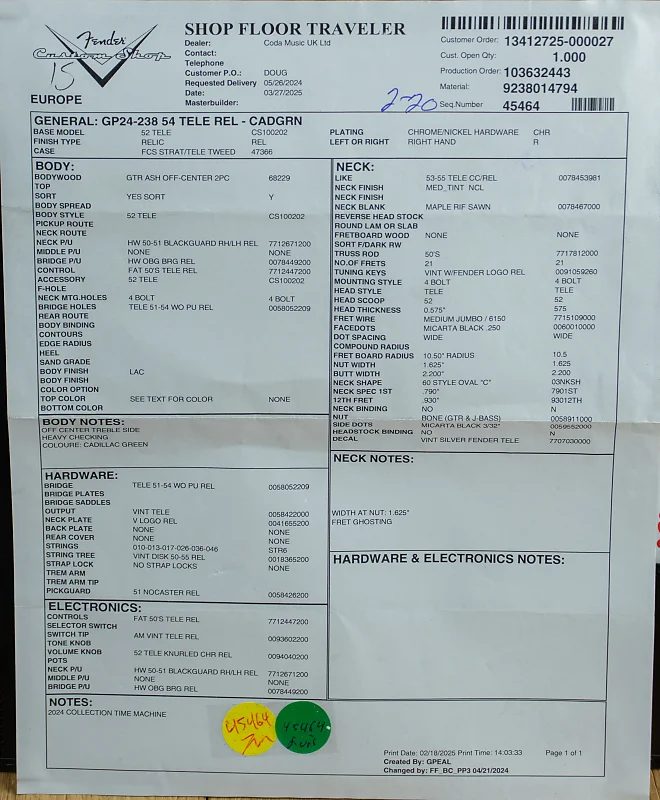 Fender
Custom Shop
15
EUROPE
SHOP FLOOR TRAVELER
Dealer: Coda Music UK Ltd
Contact:
Telephone
Customer P.O.: DOUG
Requested Delivery 05/26/2024
Date: 03/27/2025
Masterbuilder:
Customer Order: 13412725-000027
Cust. Open Qty: 1.000
Production Order: 103632443
Material: 9238014794
2-20 Seq.Number 45464
GENERAL: GP24-238 54 TELE REL - CADGRN
BASE MODEL 52 TELE CS100202 PLATING CHROME/NICKEL HARDWARE CHR
FINISH TYPE RELIC REL LEFT OR RIGHT RIGHT HAND R
CASE FCS STRAT/TELE TWEED 47366
BODY:
BODYWOOD GTR ASH OFF-CENTER 2PC 68229
TOP
SORT YES SORT Y
BODY SPREAD
BODY STYLE 52 TELE CS100202
PICKUP ROUTE
NECK ROUTE
NECK P/U HW 50-51 BLACKGUARD RH/LH REL 7712671200
MIDDLE P/U NONE NONE
BRIDGE P/U HW OBG BRG REL 0078449200
CONTROL FAT 50'S TELE REL 7712447200
ACCESSORY 52 TELE CS100202
F-HOLE
NECK MTG.HOLES 4 BOLT 4 BOLT
BRIDGE HOLES TELE 51-54 WO PU REL 0058052209
REAR ROUTE
BODY BINDING
CONTOURS
EDGE RADIUS
HEEL
SAND GRADE
BODY FINISH LAC
BODY FINISH
COLOR OPTION
TOP COLOR SEE TEXT FOR COLOR NONE
BOTTOM COLOR
BODY NOTES:
OFF CENTER TREBLE SIDE
HEAVY CHECKING
COLOURE: CADILLAC GREEN
HARDWARE:
BRIDGE TELE 51-54 WO PU REL 0058052209
BRIDGE PLATES
BRIDGE SADDLES
OUTPUT VINT TELE 0058422000
NECK PLATE V LOGO REL 0041655200
BACK PLATE NONE NONE
REAR COVER NONE NONE
STRINGS 010-013-017-026-036-046 STR6
STRING TREE VINT DISK 50-55 REL 0018365200
STRAP LOCK NO STRAP LOCKS NONE
TREM ARM
TREM ARM TIP
PICKGUARD 51 NOCASTER REL 0058426200
ELECTRONICS:
CONTROLS FAT 50'S TELE REL 7712447200
SELECTOR SWITCH
SWITCH TIP AM VINT TELE REL 0093602200
TONE KNOB
VOLUME KNOB 52 TELE KNURLED CHR REL 0094040200
POTS
NECK P/U HW 50-51 BLACKGUARD RH/LH REL 7712671200
MIDDLE P/U NONE NONE
BRIDGE P/U HW OBG BRG REL 0078449200
NECK:
LIKE 53-55 TELE CC/REL 0078453981
NECK FINISH MED_TINT NCL
NECK FINISH
NECK BLANK MAPLE RIF SAWN 0078467000
REVERSE HEAD STOCK
ROUND LAM OR SLAB
FRETBOARD WOOD NONE NONE
SORT F/DARK RW
TRUSS ROD 50'S 7717812000
NO.OF FRETS 21 21
TUNING KEYS VINT W/FENDER LOGO REL 0091059260
MOUNTING STYLE 4 BOLT 4 BOLT
HEAD STYLE TELE TELE
HEAD SCOOP 52 52
HEAD THICKNESS 0.575" 575
FRET WIRE MEDIUM JUMBO / 6150 7715109000
FACEDOTS MICARTA BLACK .250 0060010000
DOT SPACING WIDE WIDE
COMPOUND RADIUS
FRET BOARD RADIUS 10.50" RADIUS 10.5
NUT WIDTH 1.625" 1.625
BUTT WIDTH 2.200" 2.200
NECK SHAPE 60 STYLE OVAL "C" 03NKSH
NECK SPEC 1ST .790" 7901ST
12TH FRET .930" 93012TH
NECK BINDING NO N
NUT BONE (GTR & J-BASS) 0058911000
SIDE DOTS MICARTA BLACK 3/32" 0059552000
HEADSTOCK BINDING NO N
DECAL VINT SILVER FENDER TELE 7707030000
NECK NOTES:
WIDTH AT NUT: 1.625"
FRET GHOSTING
HARDWARE & ELECTRONICS NOTES:
NOTES:
2024 COLLECTION TIME MACHINE
45464
45464
Print Date: 02/18/2025 Print Time: 14:03:33 Page 1 of 1
Created By: GPEAL
Changed by: FF_BC_PP3 04/21/2024